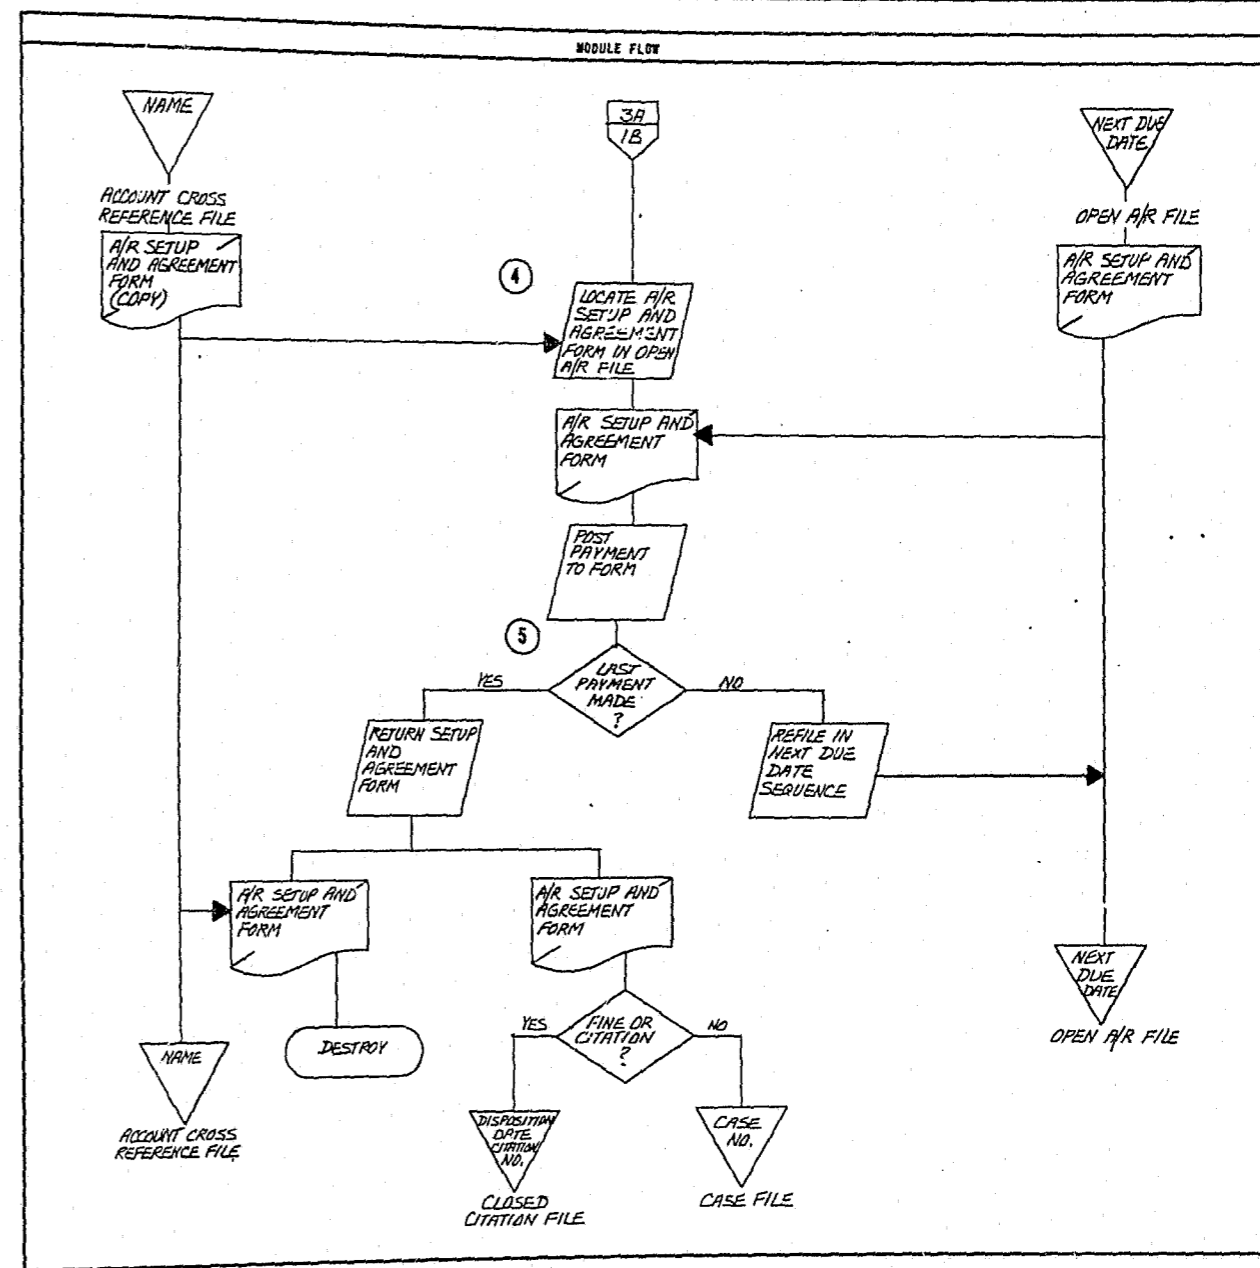 MODULE FLOW
NAME
ACCOUNT CROSS
REFERENCE FILE
A/R SETUP
AND AGREEMENT
FORM
(COPY)
3A
1B
NEXT DUE
DATE
OPEN A/R FILE
A/R SETUP AND
AGREEMENT
FORM
4
LOCATE A/R
SETUP AND
AGREEMENT
FORM IN OPEN
A/R FILE
A/R SETUP AND
AGREEMENT
FORM
POST
PAYMENT
TO FORM
5
LAST
PAYMENT
MADE
?
YES
NO
RETURN SETUP
AND
AGREEMENT
FORM
REFILE IN
NEXT DUE
DATE
SEQUENCE
A/R SETUP AND
AGREEMENT
FORM
A/R SETUP AND
AGREEMENT
FORM
DESTROY
FINE OR
CITATION
?
YES
NO
NAME
ACCOUNT CROSS
REFERENCE FILE
DISPOSITION
DATE
CITATION
NO.
CLOSED
CITATION FILE
CASE
NO.
CASE FILE
NEXT
DUE
DATE
OPEN A/R FILE